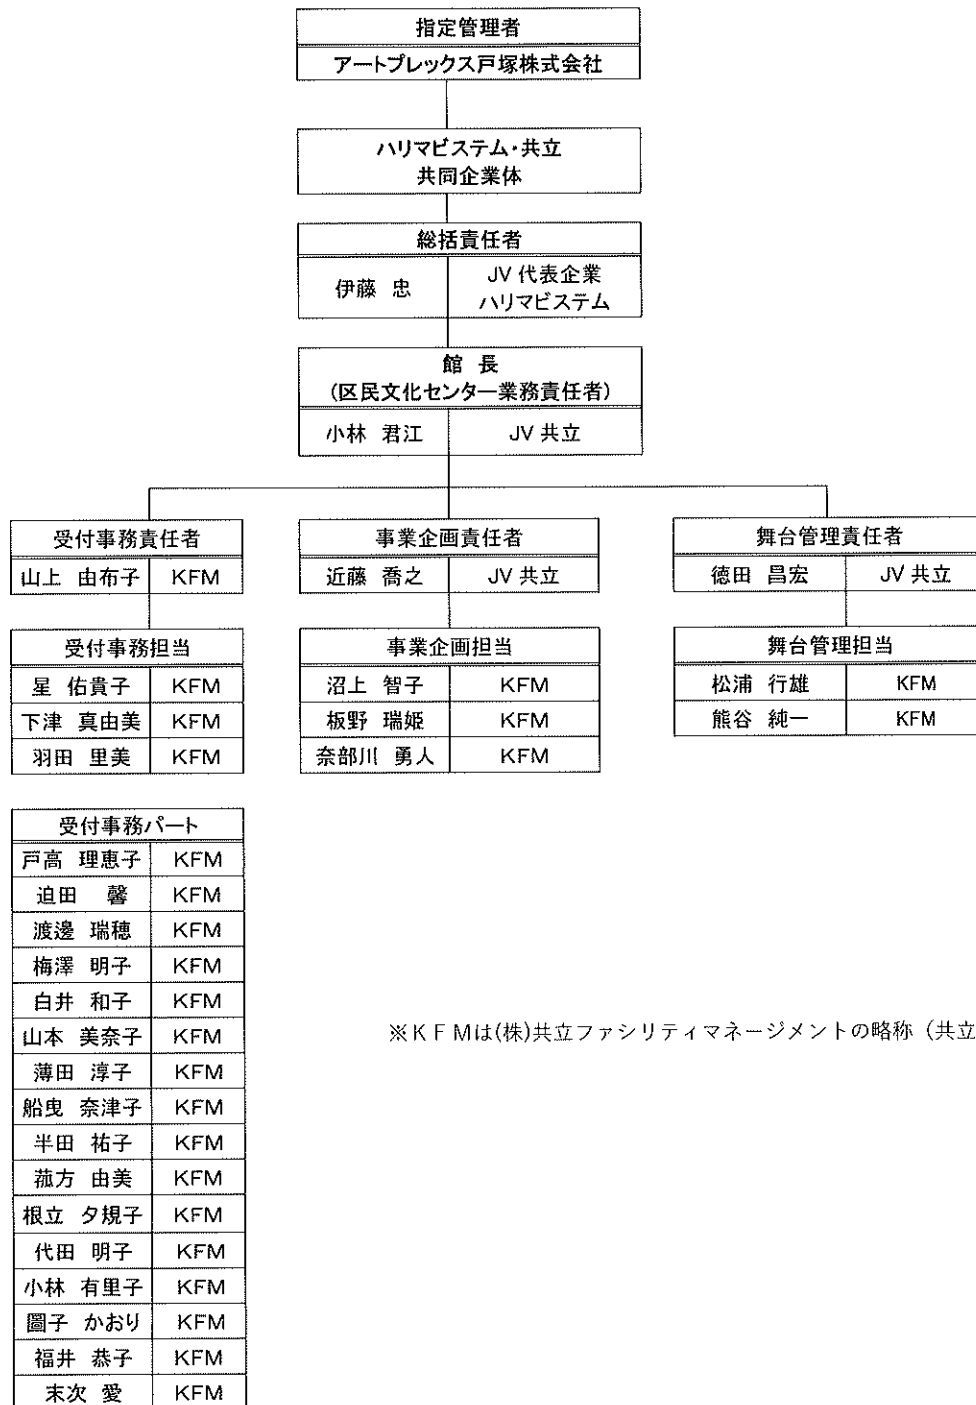 指定管理者
アートプレックス戸塚株式会社
ハリマビステム・共立
共同企業体
総括責任者
伊藤 忠
JV 代表企業
ハリマビステム
館 長
(区民文化センター業務責任者)
小林 君江 JV 共立
受付事務責任者
山上 由布子 KFM
事業企画責任者
近藤 喬之 JV 共立
舞台管理責任者
徳田 昌宏 JV 共立
受付事務担当
星 佑貴子 KFM
下津 真由美 KFM
羽田 里美 KFM
事業企画担当
沼上 智子 KFM
板野 瑞姫 KFM
奈部川 勇人 KFM
舞台管理担当
松浦 行雄 KFM
熊谷 純一 KFM
受付事務パート
戸高 理恵子 KFM
迫田 馨 KFM
渡邊 瑞穂 KFM
梅澤 明子 KFM
白井 和子 KFM
山本 美奈子 KFM
薄田 淳子 KFM
船曳 奈津子 KFM
半田 祐子 KFM
菰方 由美 KFM
根立 夕規子 KFM
代田 明子 KFM
小林 有里子 KFM
圖子 かおり KFM
福井 恭子 KFM
末次 愛 KFM
※KFMは(株)共立ファシリティマネージメントの略称（共立